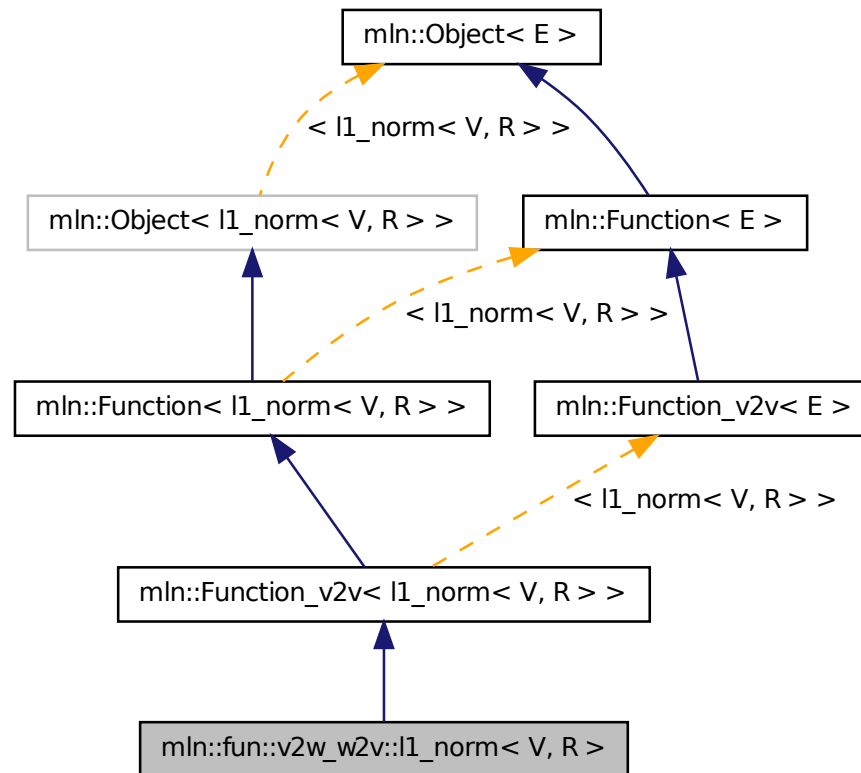 mln::Object< E >
< l1_norm< V, R > >
mln::Object< l1_norm< V, R > >
mln::Function< E >
< l1_norm< V, R > >
mln::Function< l1_norm< V, R > >
mln::Function_v2v< E >
< l1_norm< V, R > >
mln::Function_v2v< l1_norm< V, R > >
mln::fun::v2w_w2v::l1_norm< V, R >